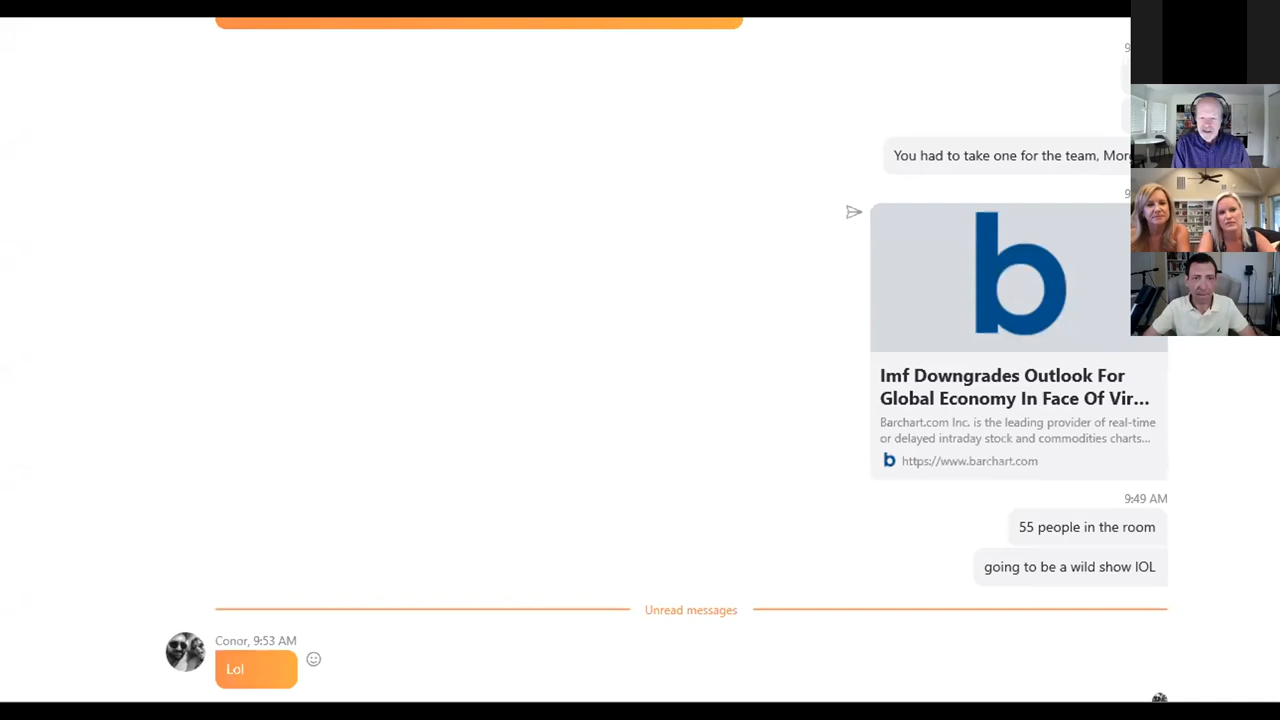 9
You had to take one for the team,
9
b
Imf Downgrades Outlook For
Global Economy In Face Of Vir...
Barchart.com Inc. is the leading provider of real-time
or delayed intraday stock and commodities charts...
b https://www.barchart.com
9:49 AM
55 people in the room
going to be a wild show lOL
Unread messages
Conor, 9:53 AM
Lol